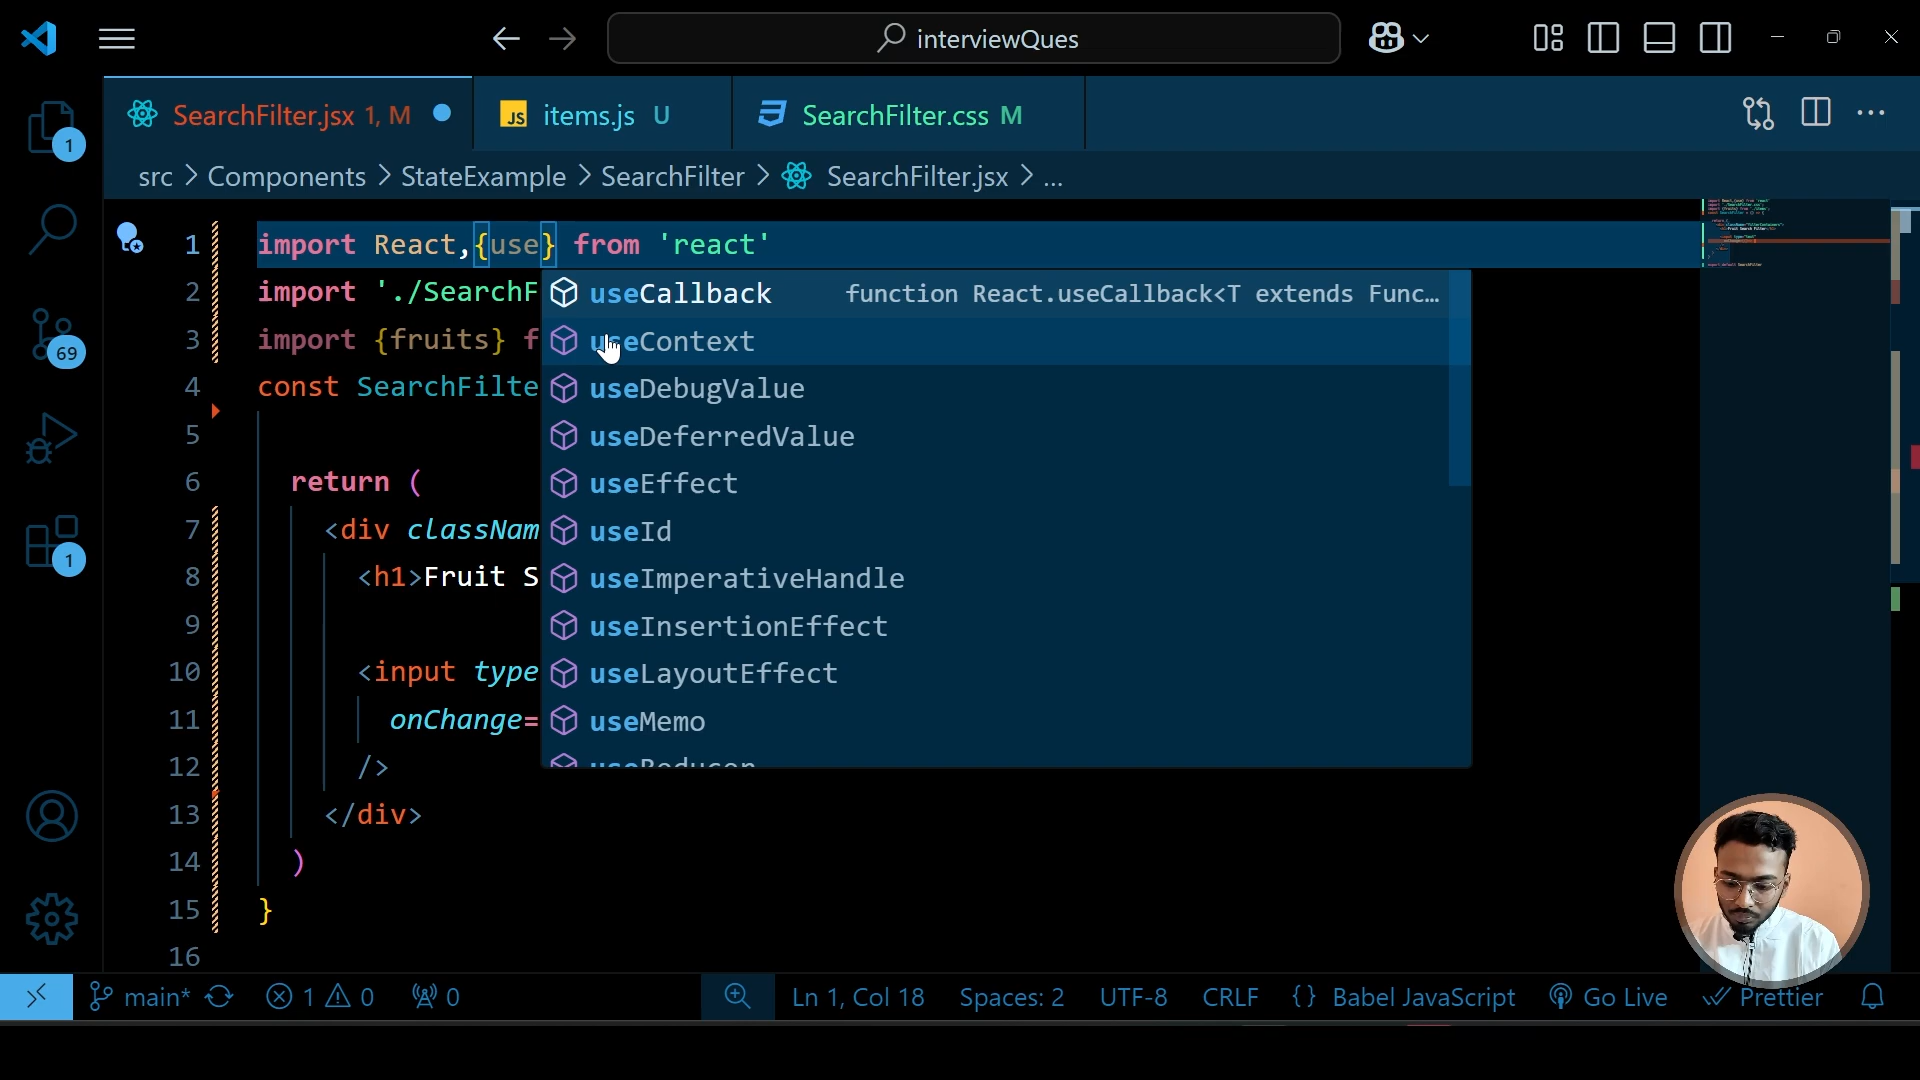 interviewQues
SearchFilter.jsx 1, M
items.js U
SearchFilter.css M
src > Components > StateExample > SearchFilter > SearchFilter.jsx > ...
1 import React,{use} from 'react'
2 import './SearchF
3 import {fruits} f
4 const SearchFilte
5
6 return (
7 <div classNam
8 <h1>Fruit S
9
10 <input type
11 onChange=
12 />
13 </div>
14 )
15 }
16
useCallback function React.useCallback<T extends Func...
useContext
useDebugValue
useDeferredValue
useEffect
useId
useImperativeHandle
useInsertionEffect
useLayoutEffect
useMemo
useReducer
1
69
1
JS
main* 1 0 0 Ln 1, Col 18 Spaces: 2 UTF-8 CRLF {} Babel JavaScript Go Live Prettier